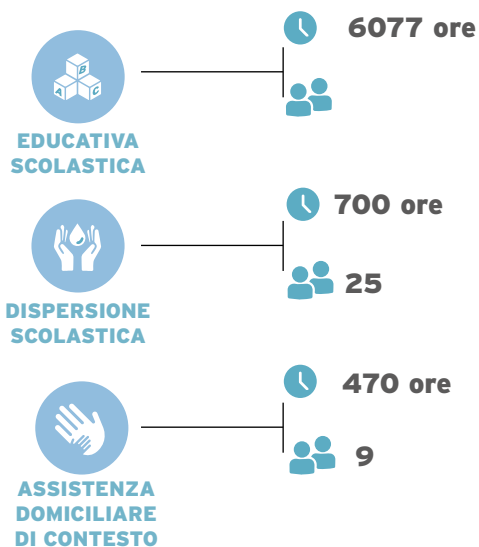 6077 ore
A B C
EDUCATIVA
SCOLASTICA
700 ore
25
DISPERSIONE
SCOLASTICA
470 ore
9
ASSISTENZA
DOMICILIARE
DI CONTESTO